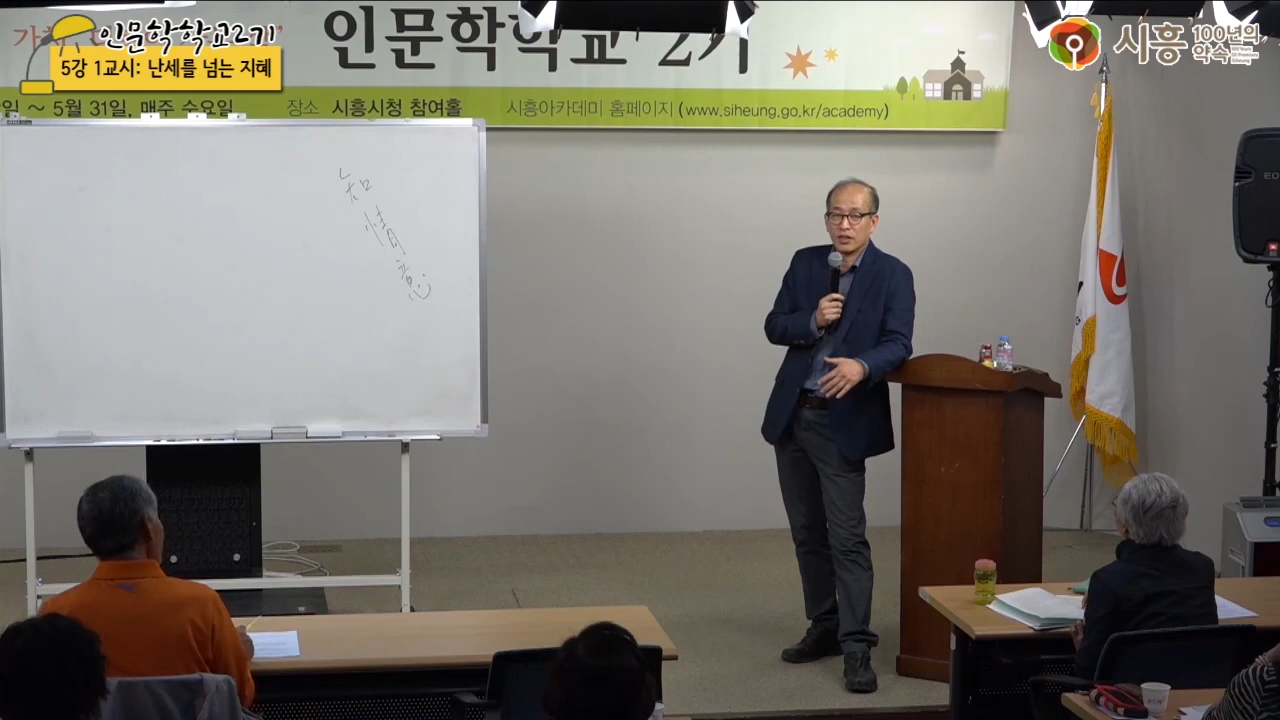 인문학학교2기
5강 1교시: 난세를 넘는 지혜
인문학학교 2기
일 ~ 5월 31일, 매주 수요일 장소 시흥시청 참여홀 시흥아카데미 홈페이지 (www.siheung.go.kr/academy)
시흥 100년의 약속
知
情
意